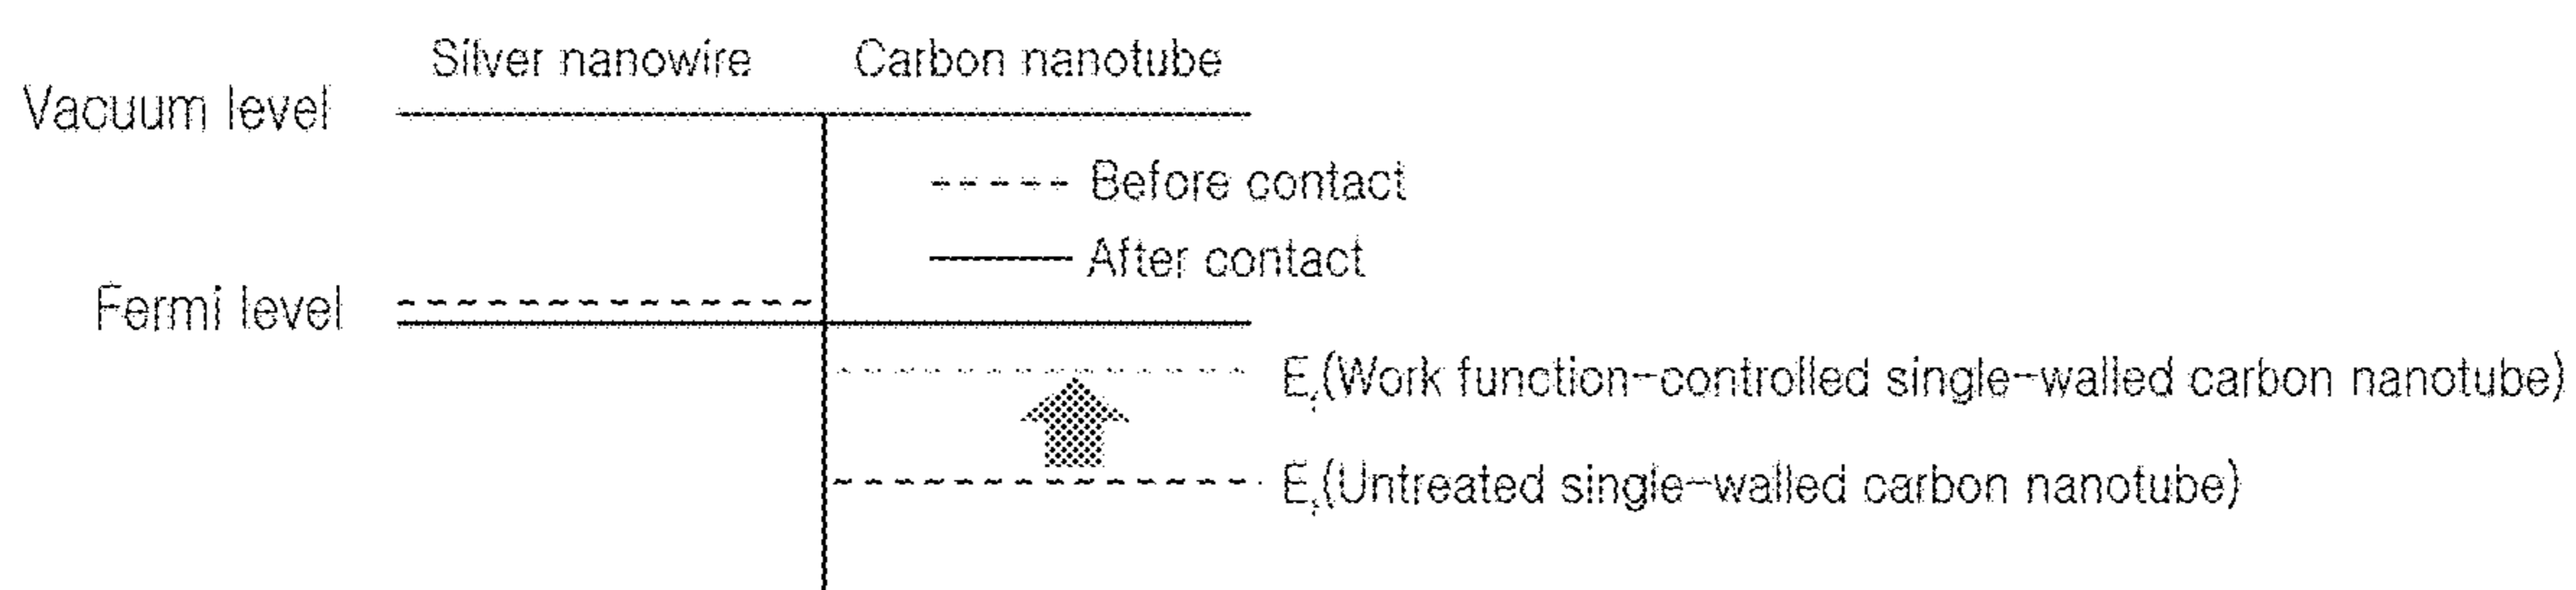 Silver nanowire Carbon nanotube
Vacuum level
Before contact
After contact
Fermi level
E,(Work function-controlled single-walled carbon nanotube)
E,(Untreated single-walled carbon nanotube)